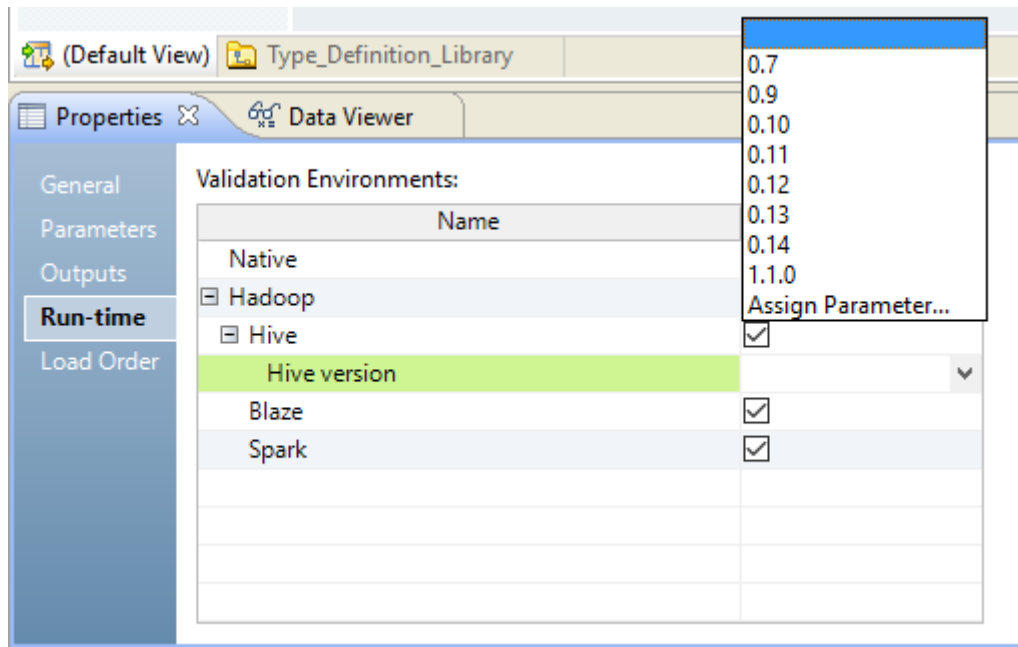 (Default View) Type_Definition_Library
Properties Data Viewer
General
Parameters
Outputs
Run-time
Load Order
Validation Environments:
Name
Native
Hadoop
Hive
Hive version
Blaze
Spark
0.7
0.9
0.10
0.11
0.12
0.13
0.14
1.1.0
Assign Parameter...